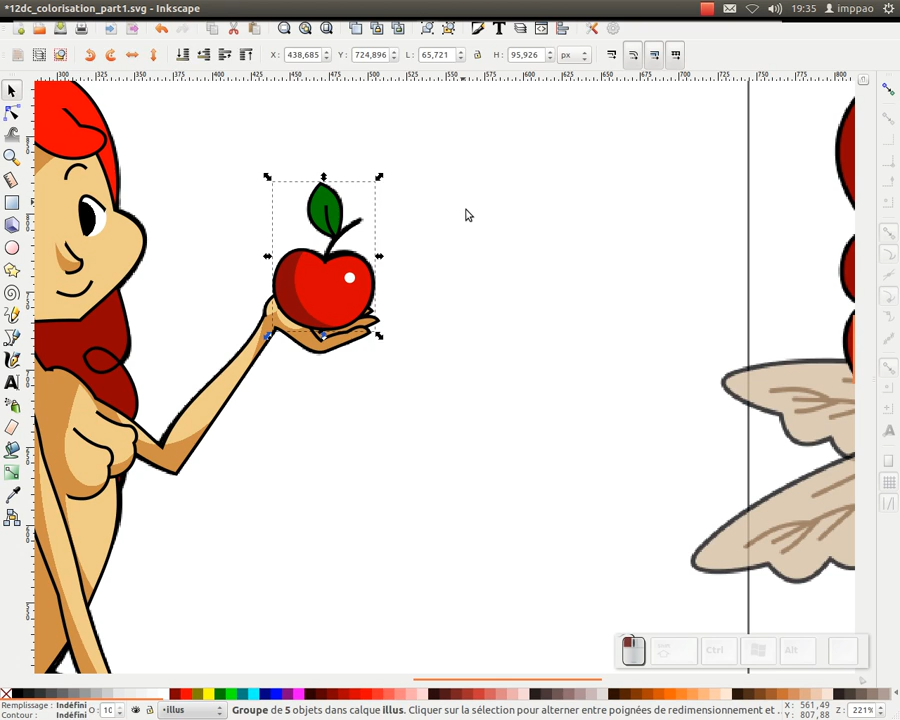 *12dc_colorisation_part1.svg - Inkscape
19:35 imppao
X: 438,685 Y: 724,896 L: 65,721 H: 95,926 px
300 325 350 375 400 425 450 475 500 525 550 575 600 625 650 675 700 725 750 775 800
Ctrl Alt
Remplissage : Indéfini O: 10 •illus Groupe de 5 objets dans calque illus. Cliquer sur la sélection pour alterner entre poignées de redimensionnement et .. X: 561,49 Z: 221%
Contour : Indéfini Y: 807,88